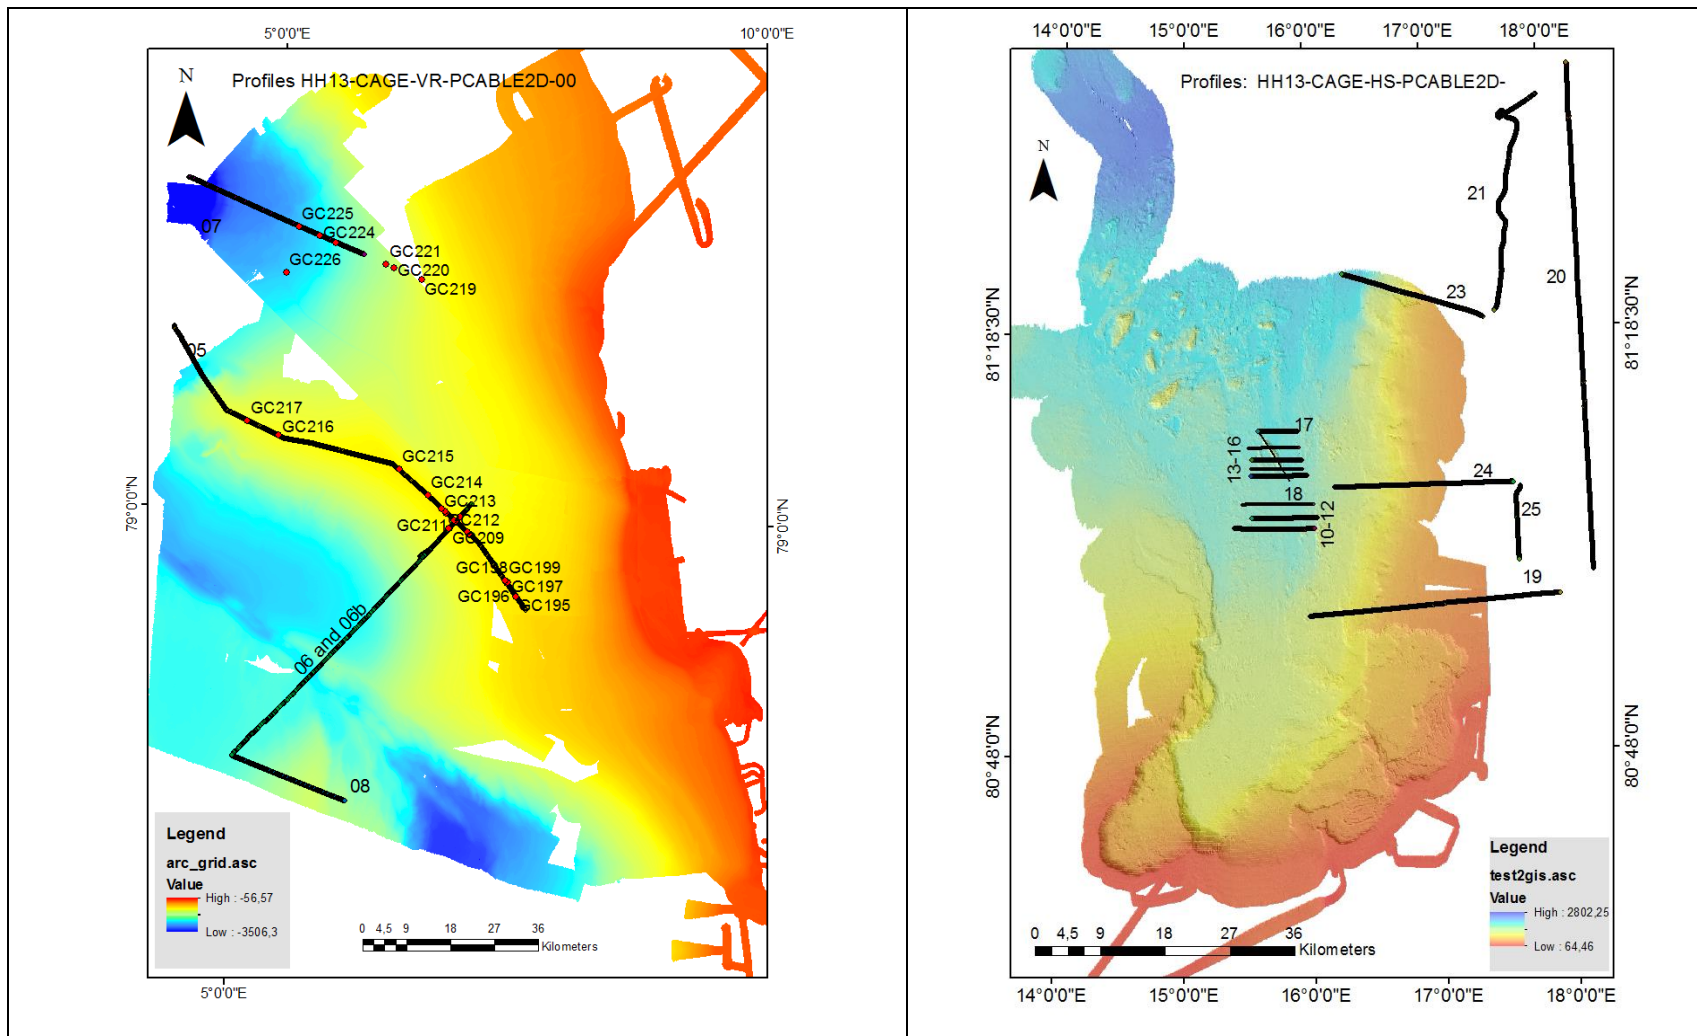 5°0'0"E
10°0'0"E
N
Profiles HH13-CAGE-VR-PCABLE2D-00
07
GC225
GC224
GC221
GC226
GC220
GC219
05
GC217
GC216
GC215
GC214
GC213
GC212
GC211
GC209
GC198
GC199
GC197
GC196
GC195
06 and 06b
08
79°0'0"N
79°0'0"N
Legend
arc_grid.asc
Value
High : -56,57
Low : -3506,3
0 4,5 9 18 27 36
Kilometers
5°0'0"E
14°0'0"E 15°0'0"E 16°0'0"E 17°0'0"E 18°0'0"E
Profiles: HH13-CAGE-HS-PCABLE2D-
N
21
20
23
81°18'30"N
81°18'30"N
17
13-16
24
18
25
10-12
19
80°48'0"N
80°48'0"N
Legend
test2gis.asc
Value
High : 2802,25
Low : 64,46
0 4,5 9 18 27 36
Kilometers
14°0'0"E 15°0'0"E 16°0'0"E 17°0'0"E 18°0'0"E